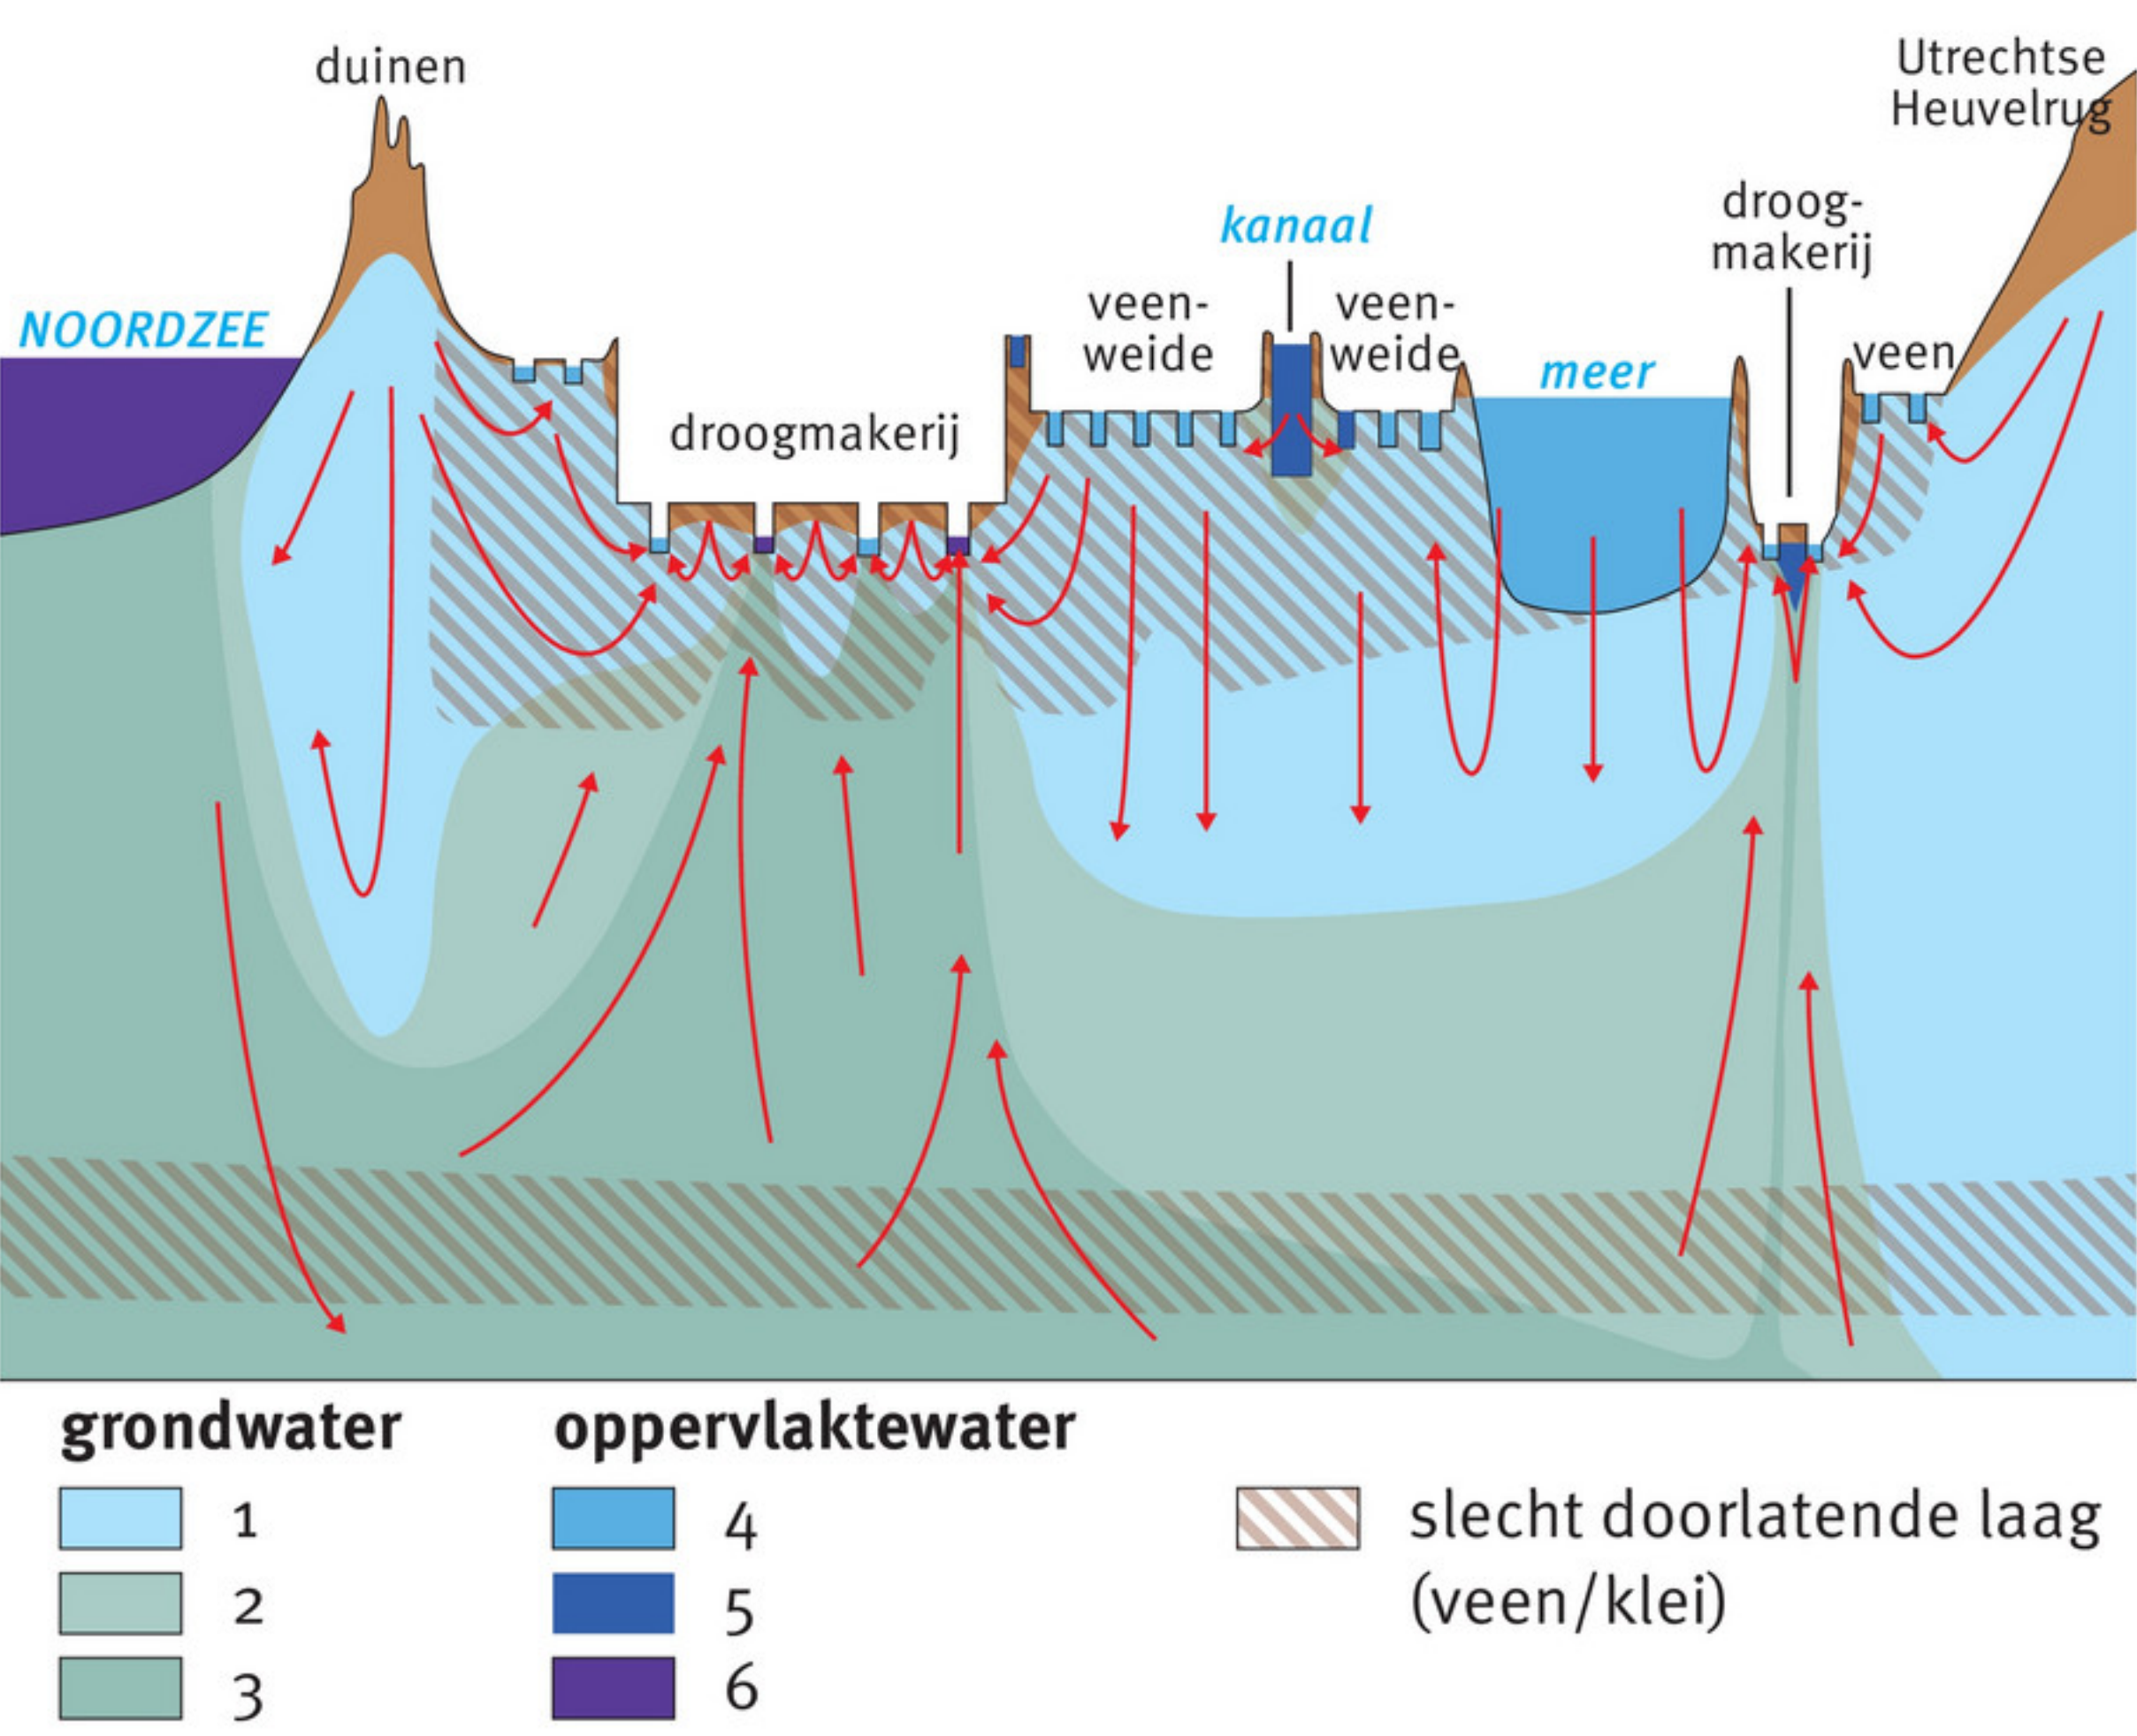 duinen
Utrechtse
Heuvelrug
droog-
makerij
kanaal
veen-
weide
veen-
weide
NOORDZEE
meer
veen
droogmakerij
grondwater
1
2
3
oppervlaktewater
4
5
6
slecht doorlatende laag
(veen/klei)